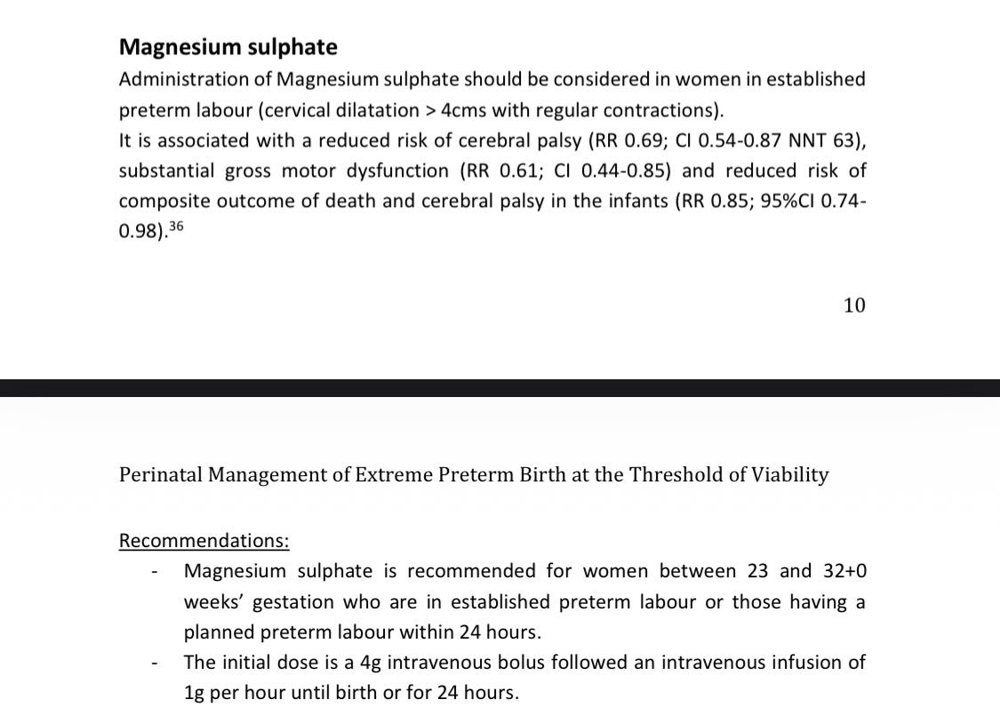 Magnesium sulphate
Administration of Magnesium sulphate should be considered in women in established
preterm labour (cervical dilatation > 4cms with regular contractions).
It is associated with a reduced risk of cerebral palsy (RR 0.69; CI 0.54-0.87 NNT 63),
substantial gross motor dysfunction (RR 0.61; CI 0.44-0.85) and reduced risk of
composite outcome of death and cerebral palsy in the infants (RR 0.85; 95%CI 0.74-
0.98).36
10
Perinatal Management of Extreme Preterm Birth at the Threshold of Viability
Recommendations:
- Magnesium sulphate is recommended for women between 23 and 32+0
weeks’ gestation who are in established preterm labour or those having a
planned preterm labour within 24 hours.
- The initial dose is a 4g intravenous bolus followed an intravenous infusion of
1g per hour until birth or for 24 hours.